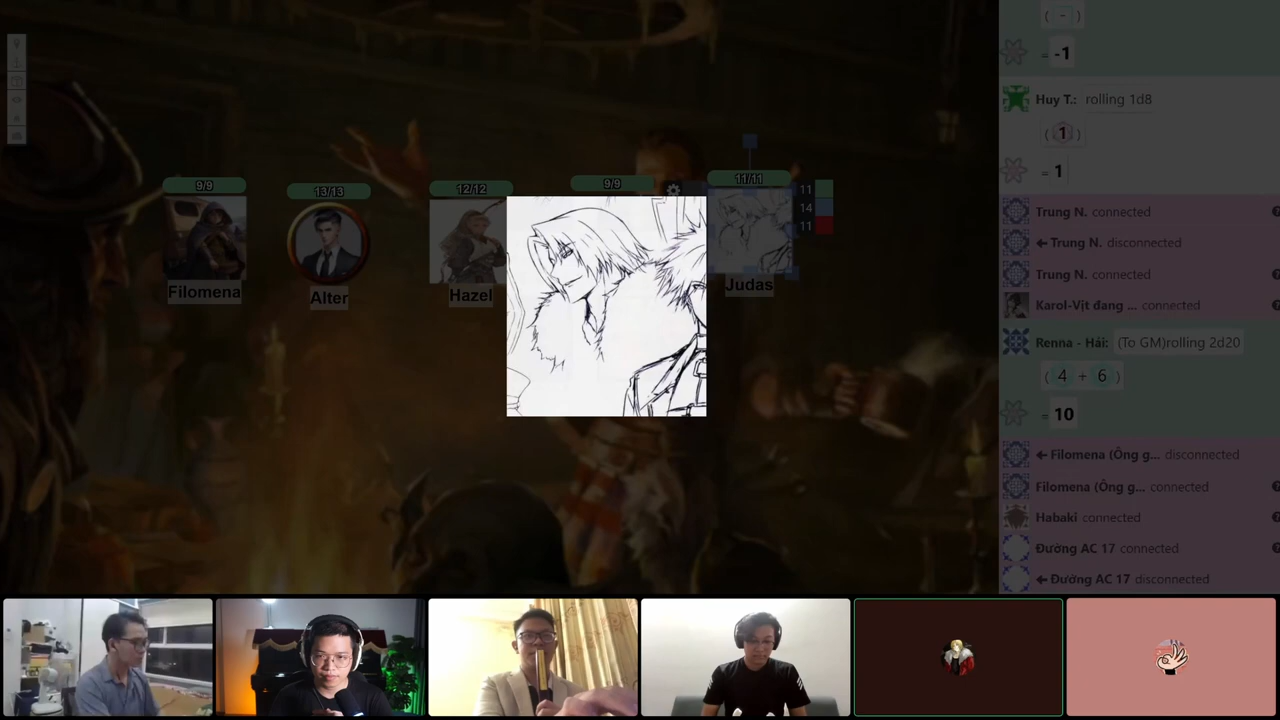 9/9
13/13
12/12
9/9
11/11
11
14
11
Filomena
Alter
Hazel
Judas
( - )
= -1
Huy T.: rolling 1d8
( 1 )
= 1
Trung N. connected
← Trung N. disconnected
Trung N. connected
Karol-Vịt đang ... connected
Renna - Hải: (To GM)rolling 2d20
( 4 + 6 )
= 10
← Filomena (Ông g... disconnected
Filomena (Ông g... connected
Habaki connected
Đường AC 17 connected
← Đường AC 17 disconnected